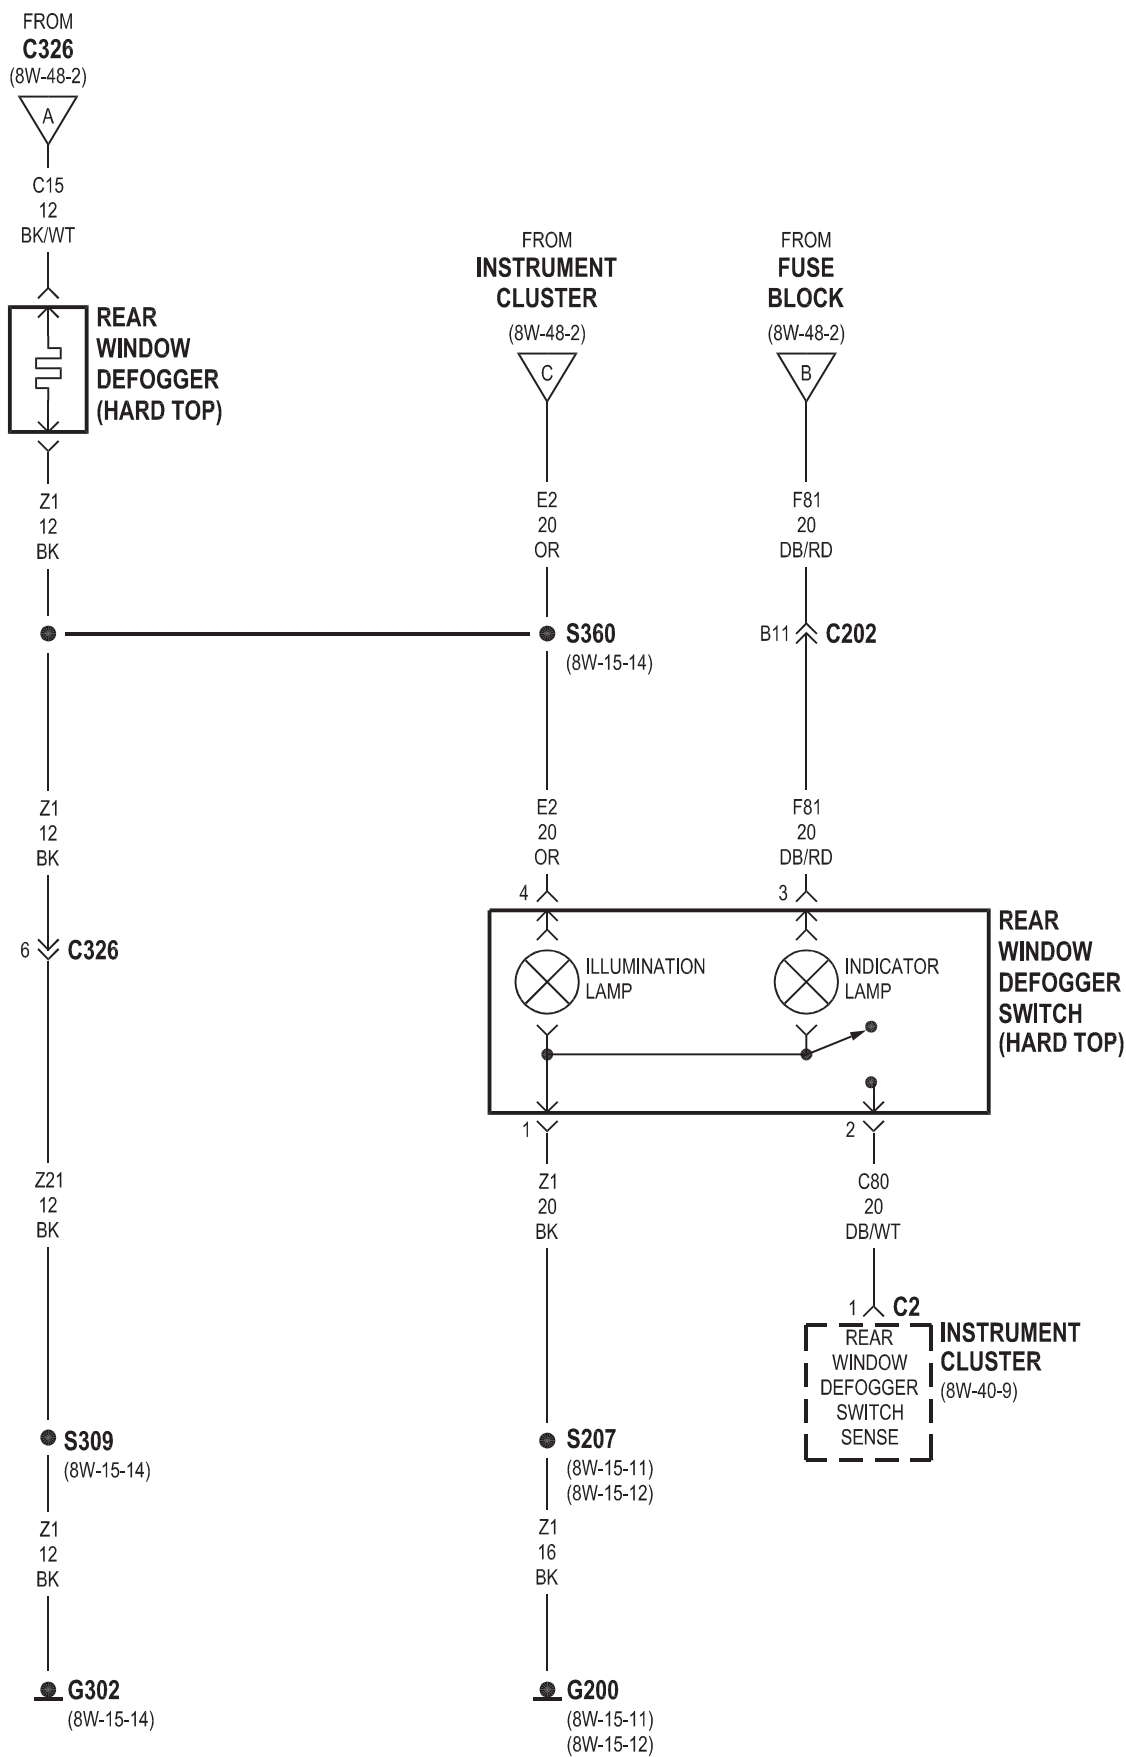 FROM
C326
(8W-48-2)
A
C15
12
BK/WT
REAR
WINDOW
DEFOGGER
(HARD TOP)
Z1
12
BK
Z1
12
BK
6
C326
Z21
12
BK
S309
(8W-15-14)
Z1
12
BK
G302
(8W-15-14)
FROM
INSTRUMENT
CLUSTER
(8W-48-2)
C
E2
20
OR
S360
(8W-15-14)
E2
20
OR
4
FROM
FUSE
BLOCK
(8W-48-2)
B
F81
20
DB/RD
B11
C202
F81
20
DB/RD
3
ILLUMINATION
LAMP
INDICATOR
LAMP
REAR
WINDOW
DEFOGGER
SWITCH
(HARD TOP)
1
Z1
20
BK
S207
(8W-15-11)
(8W-15-12)
Z1
16
BK
G200
(8W-15-11)
(8W-15-12)
2
C80
20
DB/WT
1
C2
REAR
WINDOW
DEFOGGER
SWITCH
SENSE
INSTRUMENT
CLUSTER
(8W-40-9)